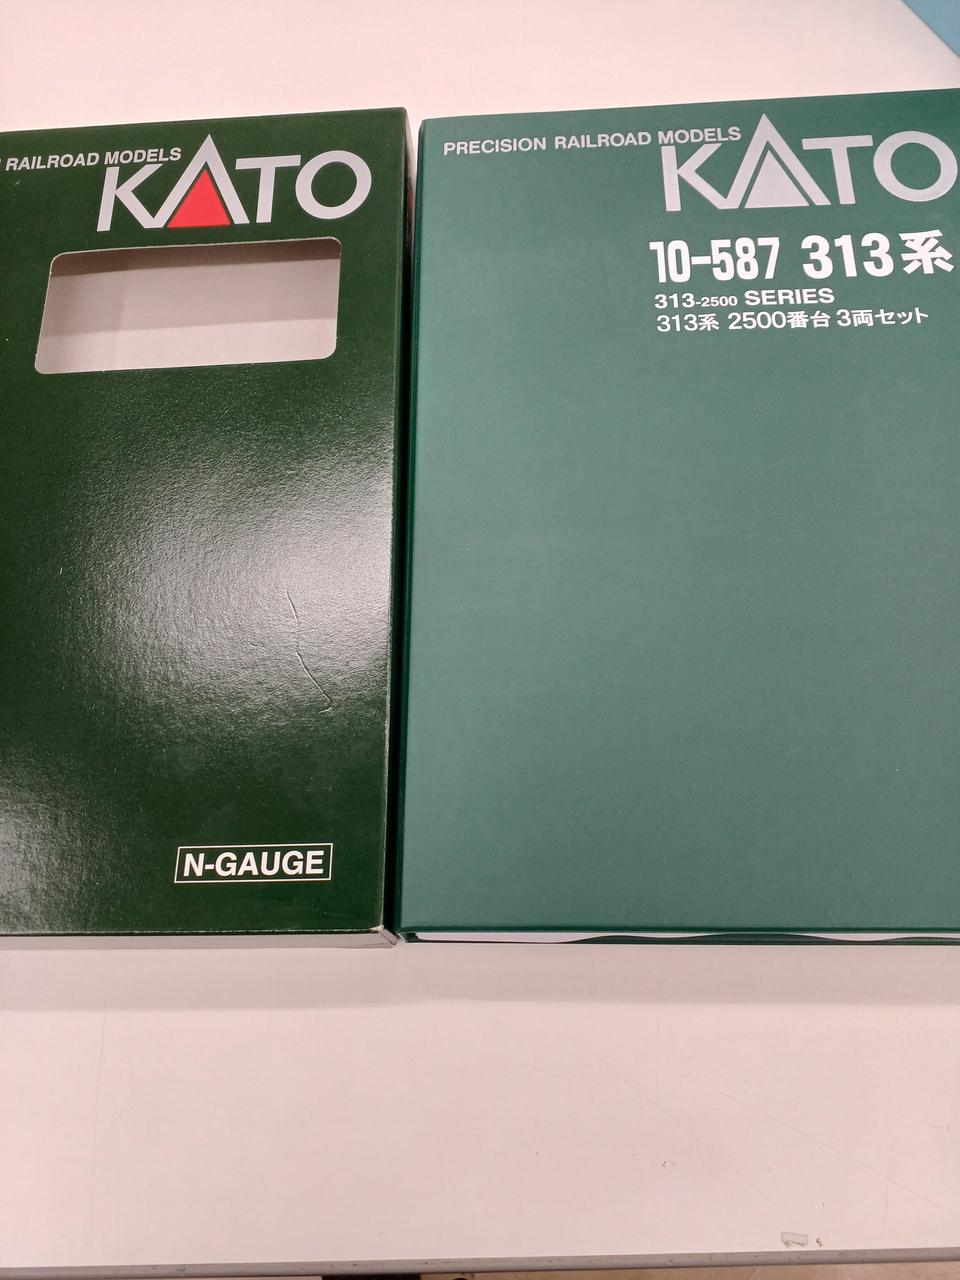 RAILROAD MODELS
KATO
N-GAUGE
PRECISION RAILROAD MODELS
KATO
10-587 313系
313-2500 SERIES
313系 2500番台 3両セット